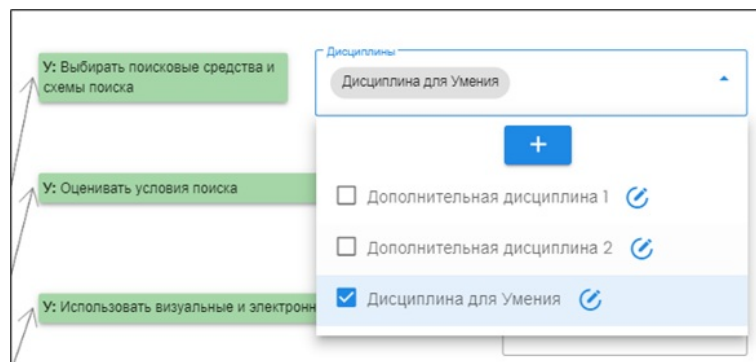 Дисциплины
У: Выбирать поисковые средства и
схемы поиска
Дисциплина для Умения
+
У: Оценивать условия поиска
Дополнительная дисциплина 1
Дополнительная дисциплина 2
Дисциплина для Умения
У: Использовать визуальные и электронн